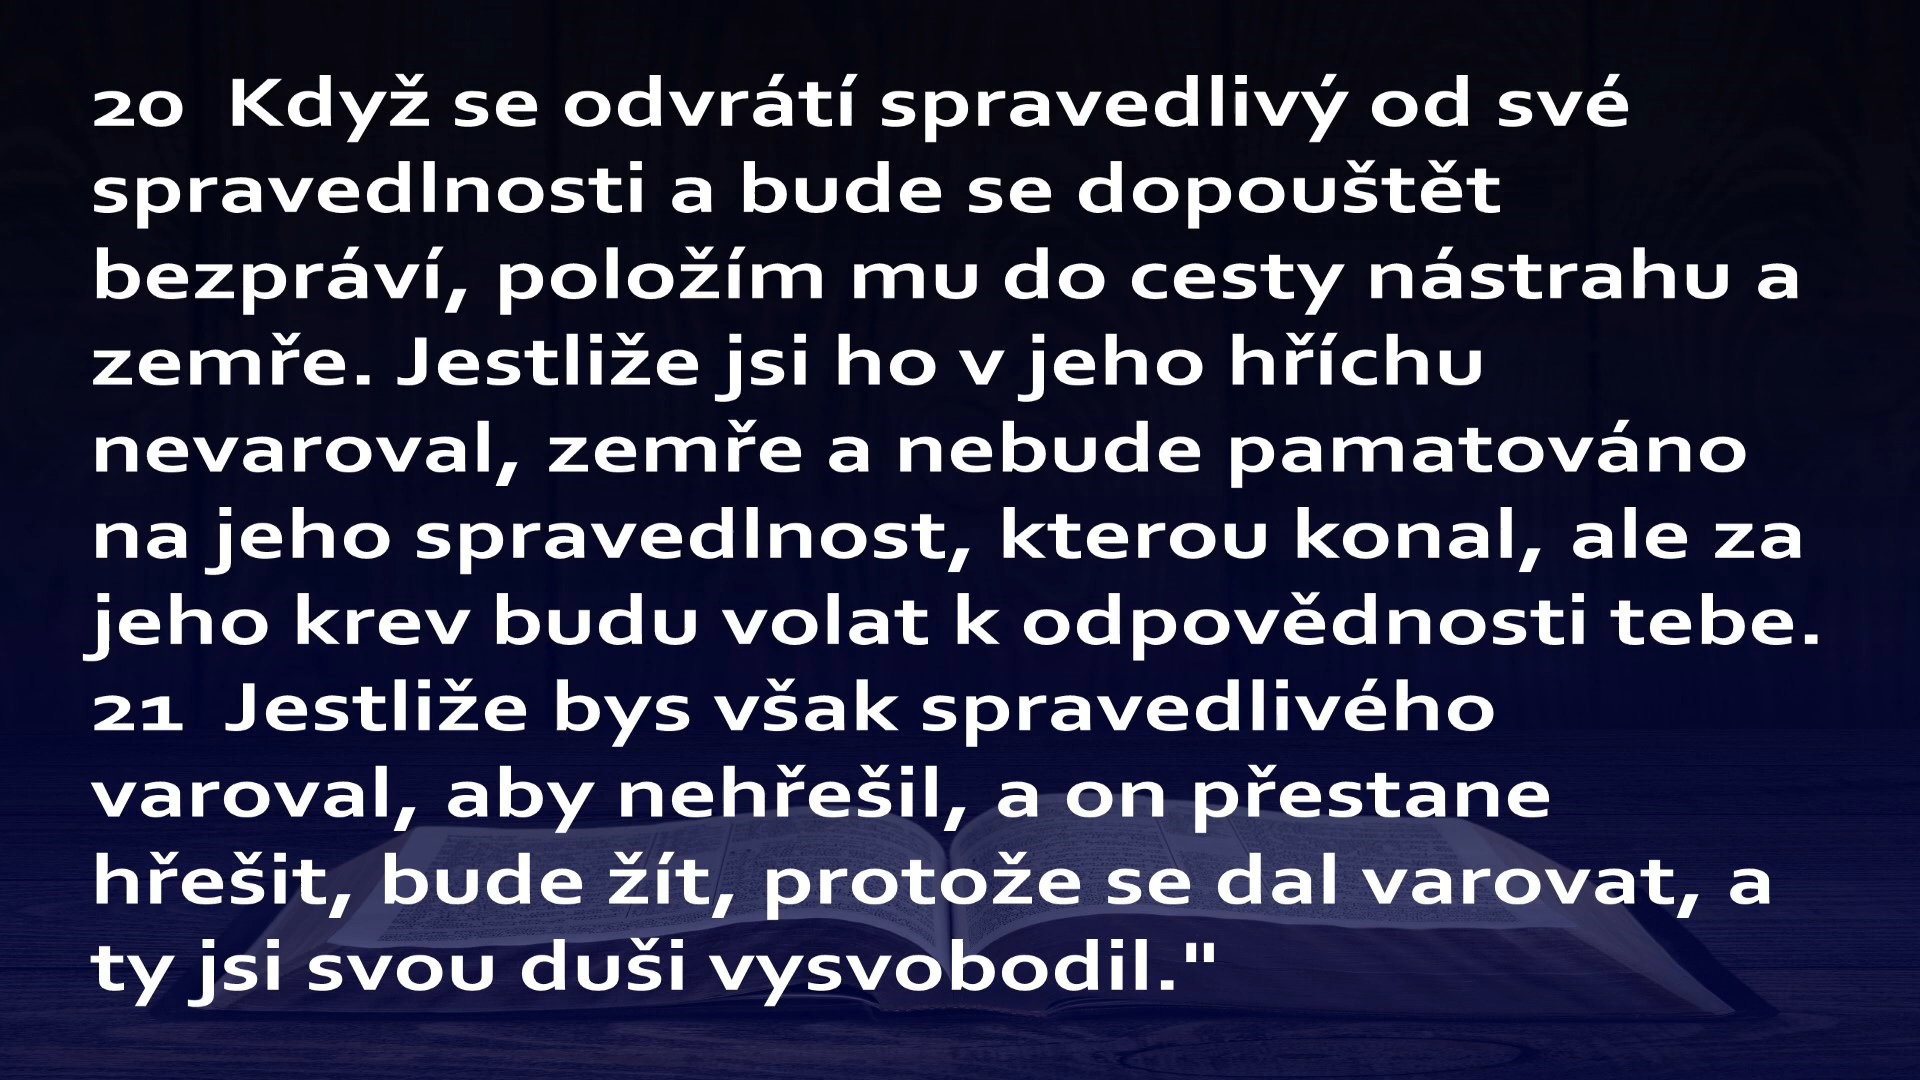 20  Když se odvrátí spravedlivý od své
spravedlnosti a bude se dopouštět
bezpráví, položím mu do cesty nástrahu a
zemře. Jestliže jsi ho v jeho hříchu
nevaroval, zemře a nebude pamatováno
na jeho spravedlnost, kterou konal, ale za
jeho krev budu volat k odpovědnosti tebe.
21  Jestliže bys však spravedlivého
varoval, aby nehřešil, a on přestane
hřešit, bude žít, protože se dal varovat, a
ty jsi svou duši vysvobodil."